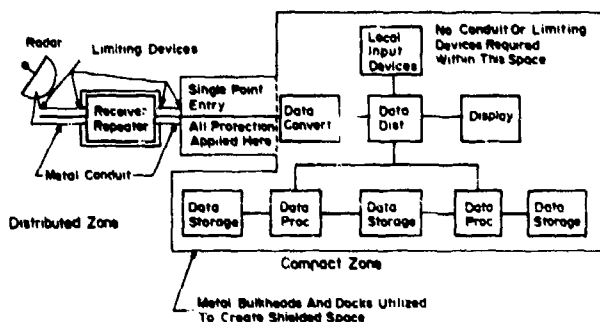 Radar
Limiting Devices
Receiver
Repeater
Metal Conduit
Single Point
Entry
All Protection
Applied Here
Data
Convert
Local
Input
Devices
No Conduit Or Limiting
Devices Required
Within This Space
Data
Dist
Display
Data
Storage
Data
Proc
Data
Storage
Data
Proc
Data
Storage
Distributed Zone
Compact Zone
Metal Bulkheads And Decks Utilized
To Create Shielded Space